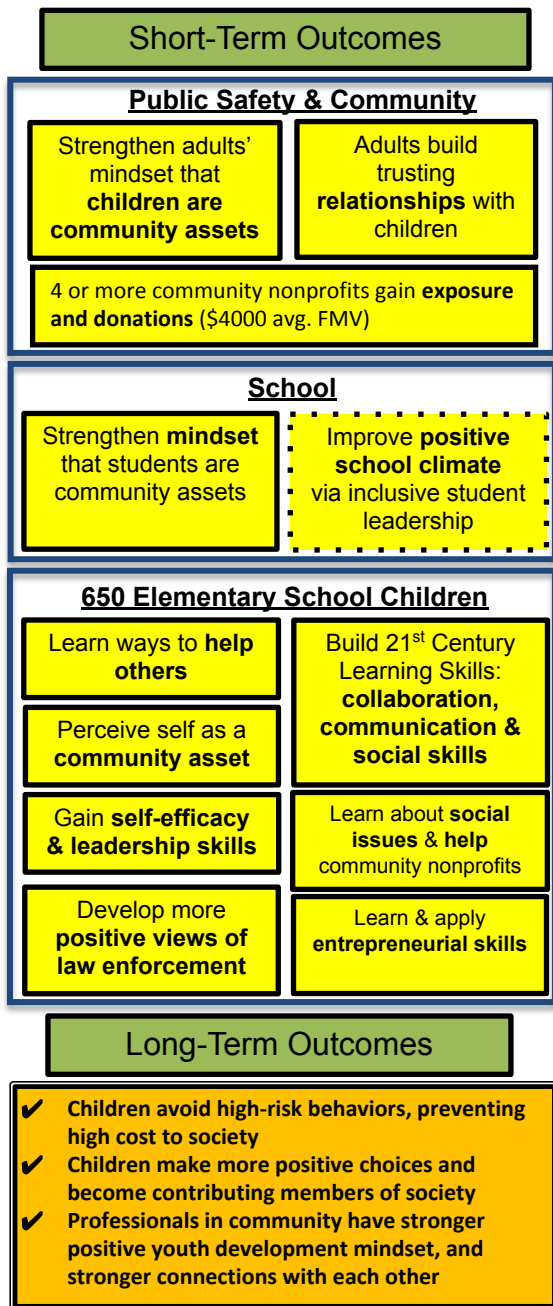 Short-Term Outcomes
Public Safety & Community
Strengthen adults’
mindset that
children are
community assets
Adults build
trusting
relationships with
children
4 or more community nonprofits gain exposure
and donations ($4000 avg. FMV)
School
Strengthen mindset
that students are
community assets
Improve positive
school climate
via inclusive student
leadership
650 Elementary School Children
Learn ways to help
others
Perceive self as a
community asset
Gain self-efficacy
& leadership skills
Develop more
positive views of
law enforcement
Build 21st Century
Learning Skills:
collaboration,
communication &
social skills
Learn about social
issues & help
community nonprofits
Learn & apply
entrepreneurial skills
Long-Term Outcomes
✔ Children avoid high-risk behaviors, preventing
high cost to society
✔ Children make more positive choices and
become contributing members of society
✔ Professionals in community have stronger
positive youth development mindset, and
stronger connections with each other